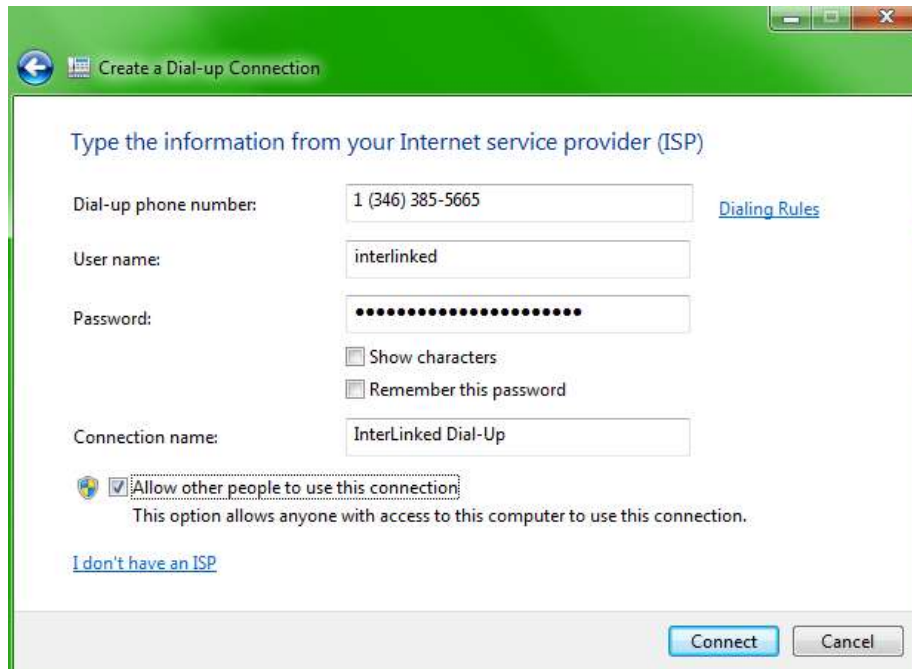 Create a Dial-up Connection
Type the information from your Internet service provider (ISP)
Dial-up phone number: 1 (346) 385-5665 Dialing Rules
User name: interlinked
Password: ••••••••••••••••••••••
Show characters
Remember this password
Connection name: InterLinked Dial-Up
Allow other people to use this connection
This option allows anyone with access to this computer to use this connection.
I don't have an ISP
Connect Cancel